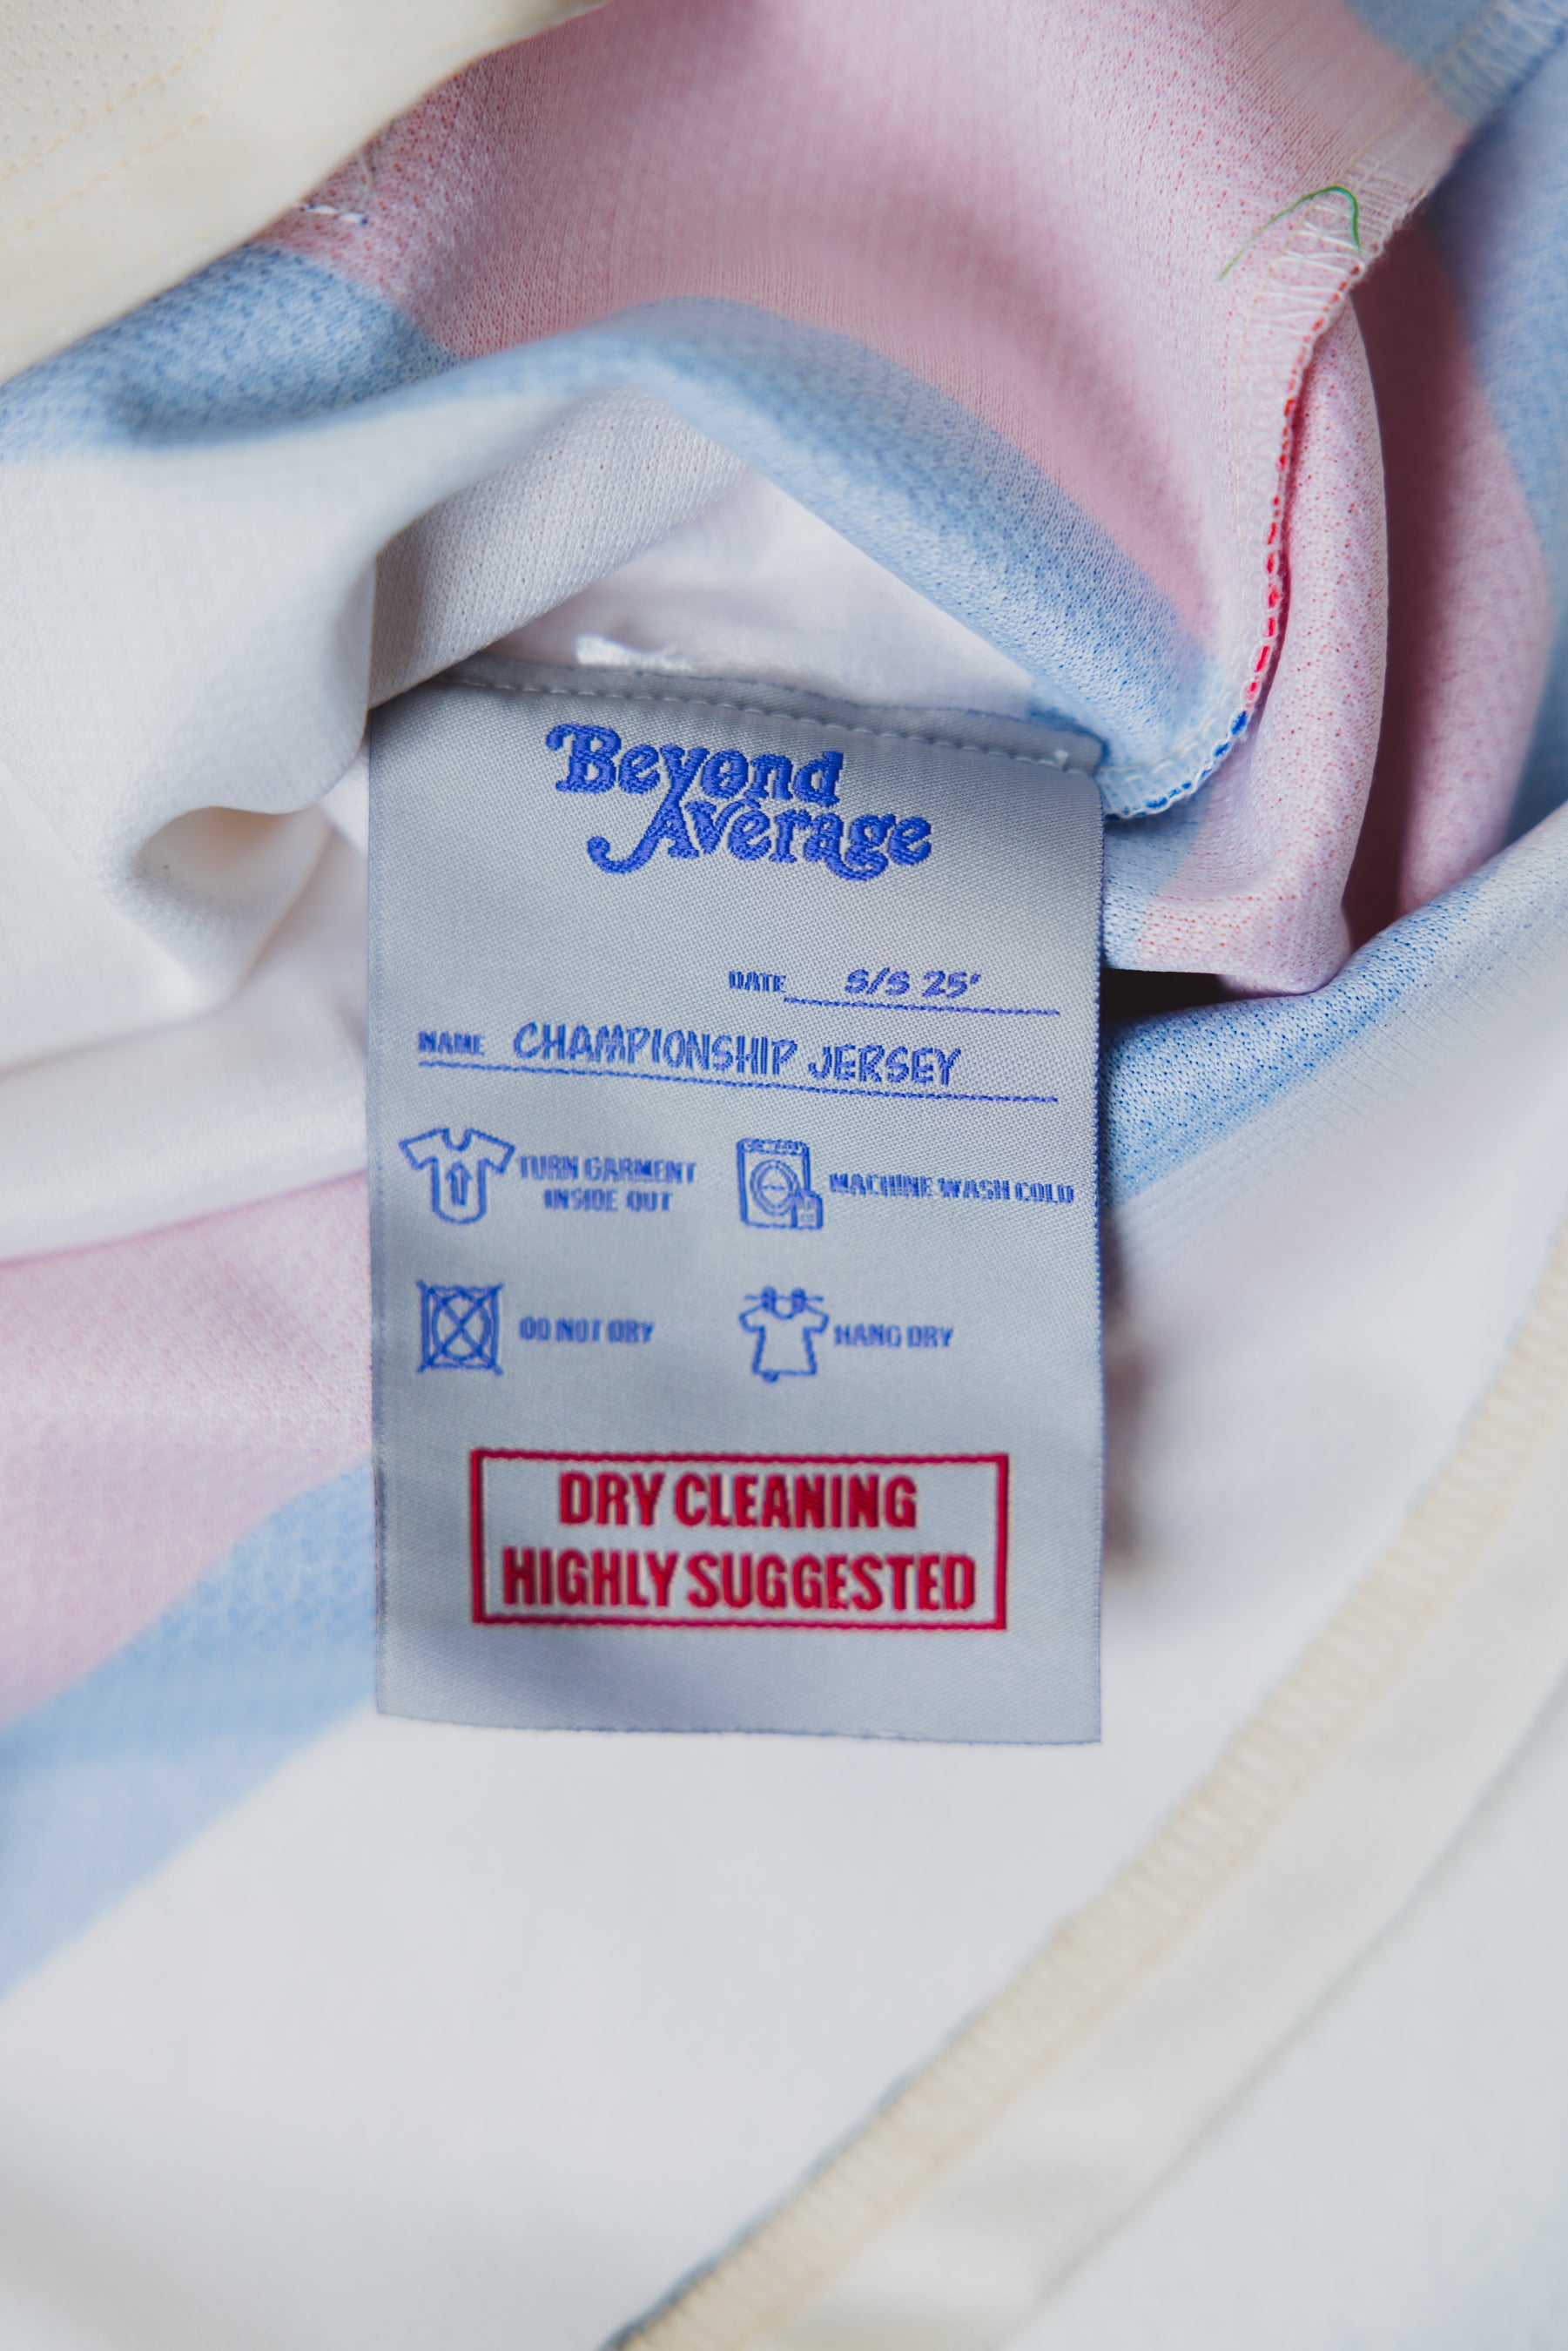 Beyond
Average
DATE S/S 25'
NAME CHAMPIONSHIP JERSEY
TURN GARMENT
INSIDE OUT
MACHINE WASH COLD
DO NOT DRY
HANG DRY
DRY CLEANING
HIGHLY SUGGESTED